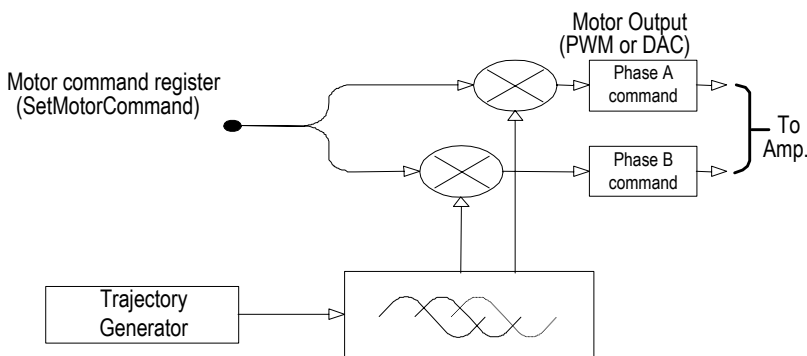 Motor Output
(PWM or DAC)
Motor command register
(SetMotorCommand)
Phase A
command
To
Amp.
Phase B
command
Trajectory
Generator